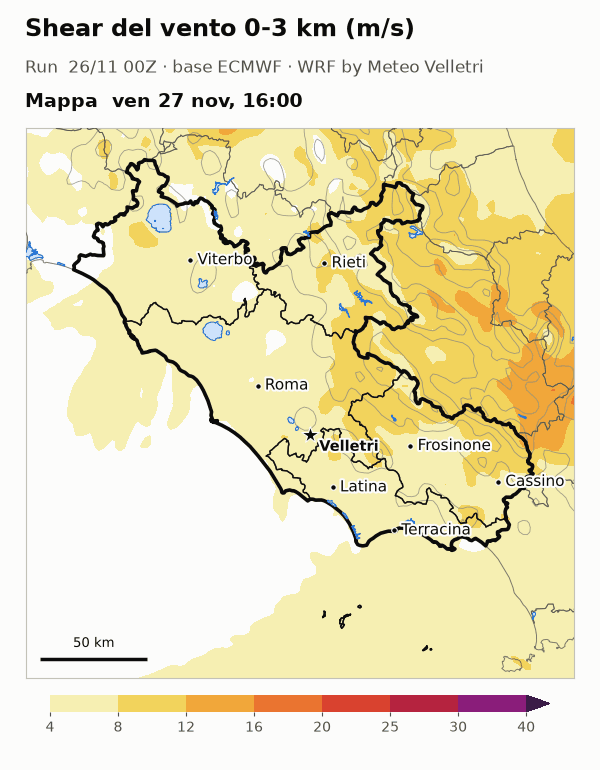 Shear del vento 0-3 km (m/s)
Run  26/11 00Z · base ECMWF · WRF by Meteo Velletri
Mappa  ven 27 nov, 16:00
Viterbo
Rieti
Roma
Velletri
Frosinone
Cassino
Latina
Terracina
50 km
4 8 12 16 20 25 30 40